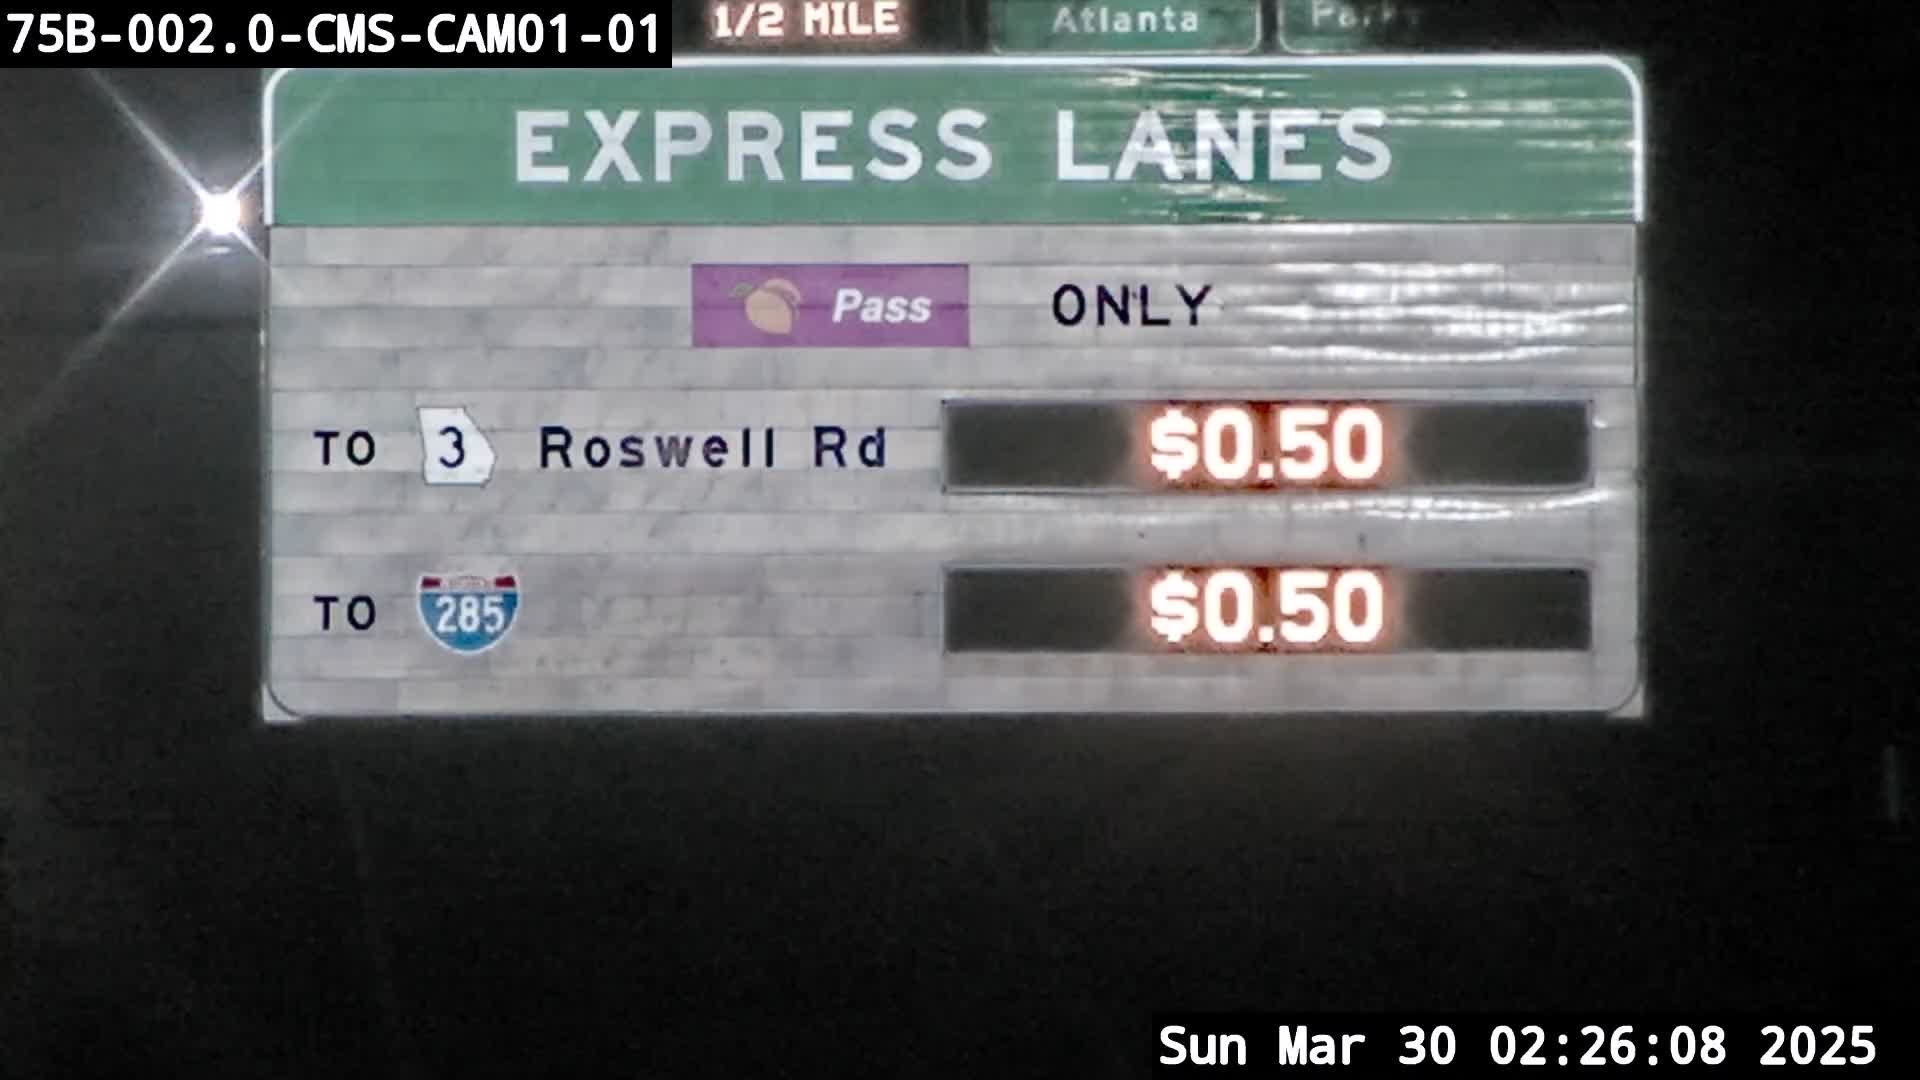 75B-002.0-CMS-CAM01-01
1/2 MILE
Atlanta
EXPRESS LANES
Pass ONLY
TO 3 Roswell Rd $0.50
TO 285 $0.50
Sun Mar 30 02:26:08 2025